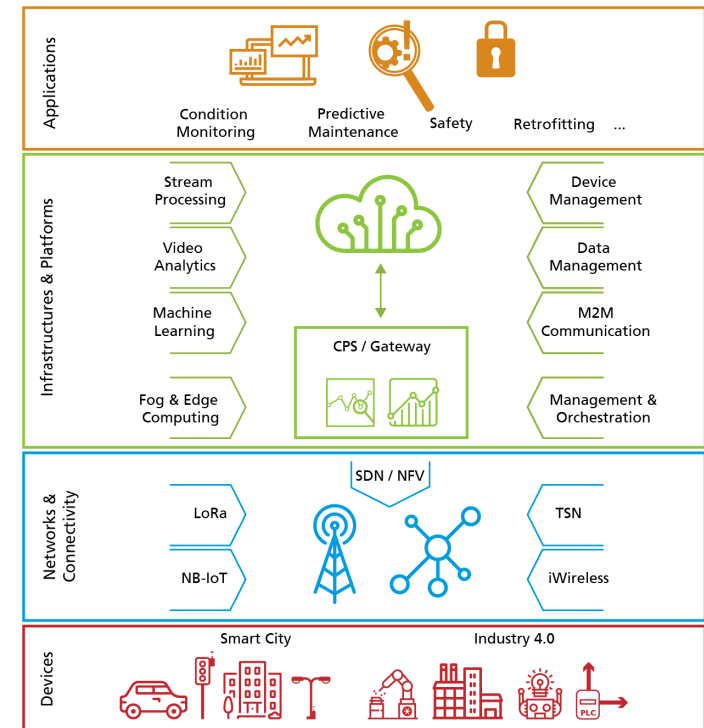 Applications
Condition
Monitoring
Predictive
Maintenance
Safety
Retrofitting
...
Infrastructures & Platforms
Stream
Processing
Video
Analytics
Machine
Learning
Fog & Edge
Computing
CPS / Gateway
Device
Management
Data
Management
M2M
Communication
Management &
Orchestration
Networks &
Connectivity
SDN / NFV
LoRa
NB-IoT
TSN
iWireless
Devices
Smart City
Industry 4.0
PLC